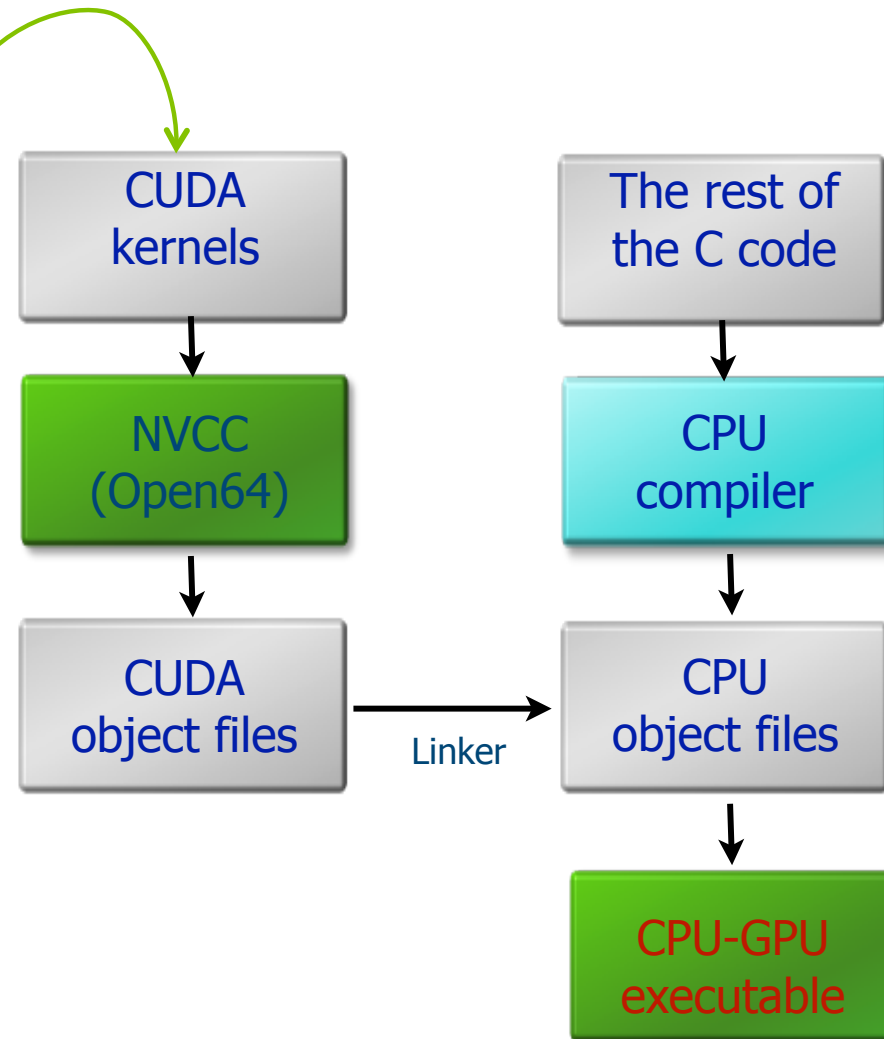 CUDA
kernels
The rest of
the C code
NVCC
(Open64)
CPU
compiler
CUDA
object files
Linker
CPU
object files
CPU-GPU
executable